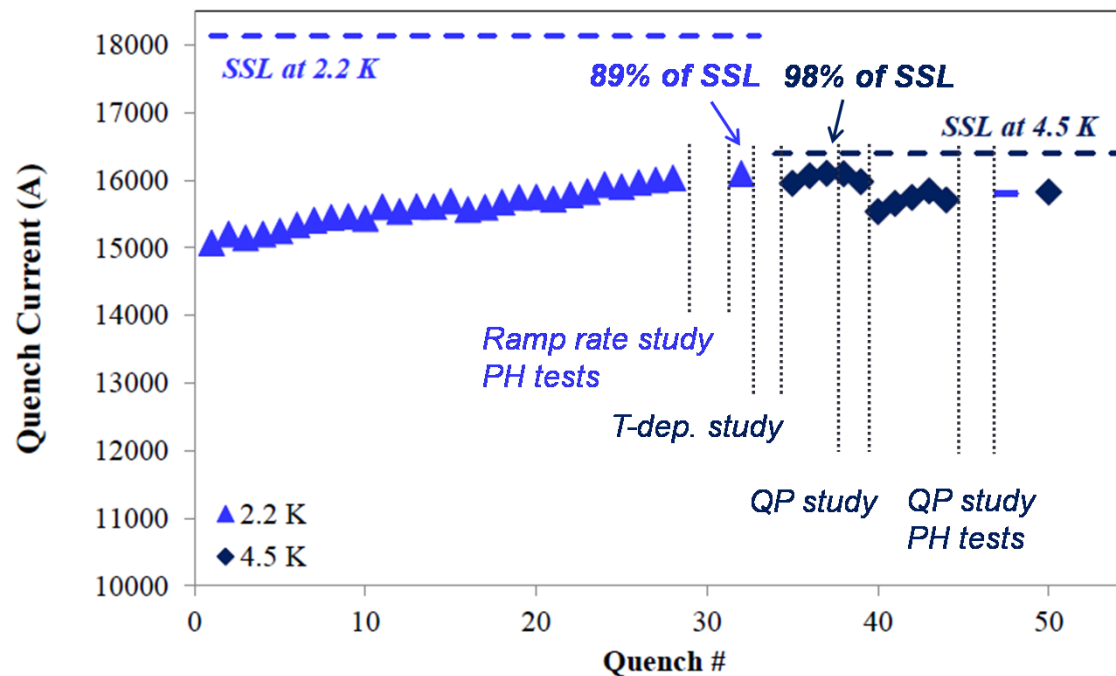 18000
17000
16000
15000
14000
13000
12000
11000
10000
Quench Current (A)
SSL at 2.2 K
89% of SSL
98% of SSL
SSL at 4.5 K
Ramp rate study
PH tests
T-dep. study
QP study
QP study
PH tests
2.2 K
4.5 K
0
10
20
30
40
50
Quench #